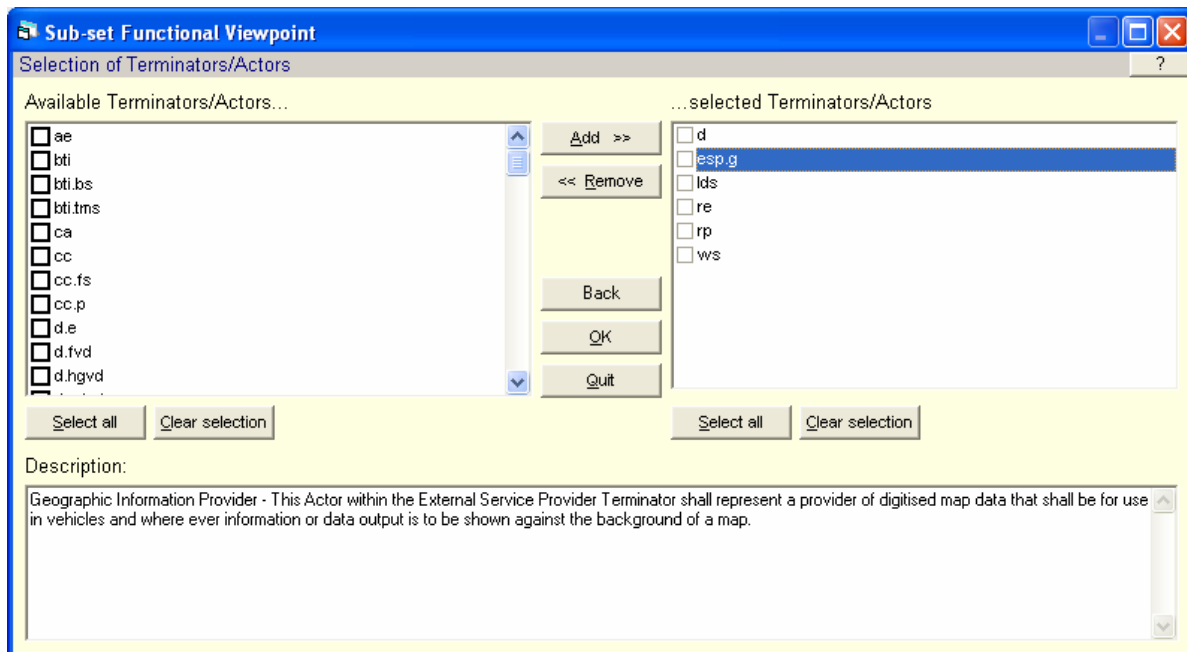 Sub-set Functional Viewpoint
Selection of Terminators/Actors
?
Available Terminators/Actors...
ae
bti
bti.bs
bti.tms
ca
cc
cc.fs
cc.p
d.e
d.fvd
d.hgvd
Add >>
<< Remove
Back
OK
Quit
...selected Terminators/Actors
d
esp.g
lds
re
rp
ws
Select all
Clear selection
Select all
Clear selection
Description:
Geographic Information Provider - This Actor within the External Service Provider Terminator shall represent a provider of digitised map data that shall be for use
in vehicles and where ever information or data output is to be shown against the background of a map.